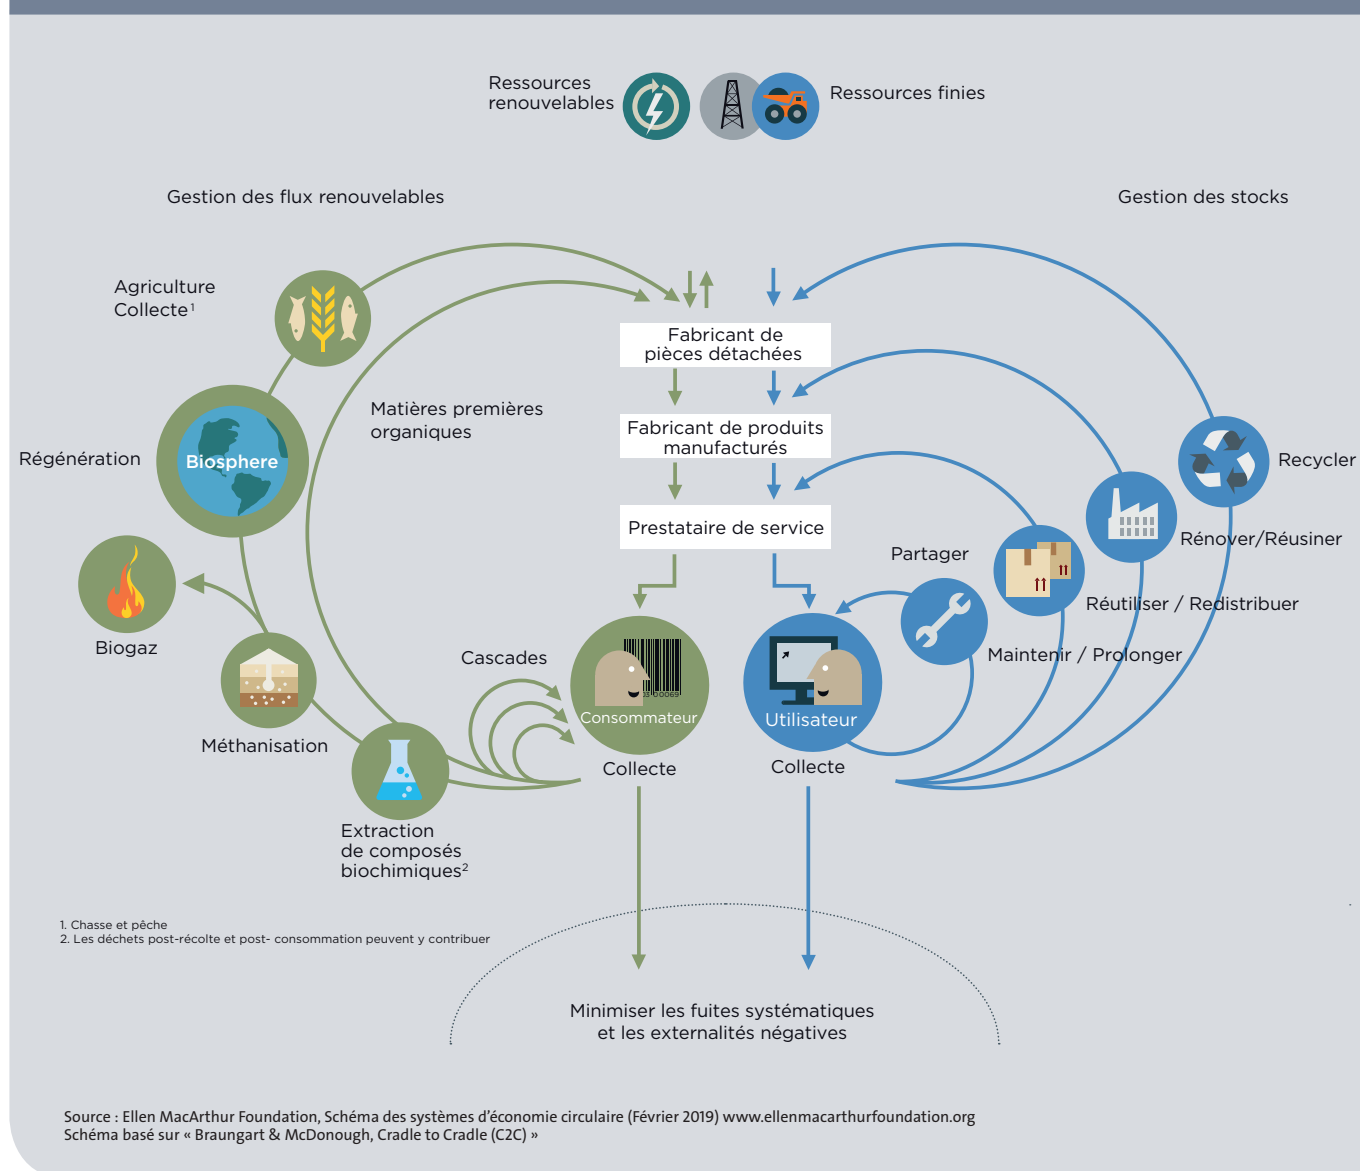 Ressources
renouvelables
Ressources finies
Gestion des flux renouvelables
Gestion des stocks
Agriculture
Collecte¹
Fabricant de
pièces détachées
Matières premières
organiques
Fabricant de produits
manufacturés
Régénération
Biosphere
Recycler
Prestataire de service
Rénover/Réusiner
Partager
Réutiliser / Redistribuer
Biogaz
Cascades
Maintenir / Prolonger
Consommateur
Utilisateur
Méthanisation
Collecte
Collecte
Extraction
de composés
biochimiques²
1. Chasse et pêche
2. Les déchets post-récolte et post- consommation peuvent y contribuer
Minimiser les fuites systématiques
et les externalités négatives
Source : Ellen MacArthur Foundation, Schéma des systèmes d'économie circulaire (Février 2019) www.ellenmacarthurfoundation.org
Schéma basé sur « Braungart & McDonough, Cradle to Cradle (C2C) »